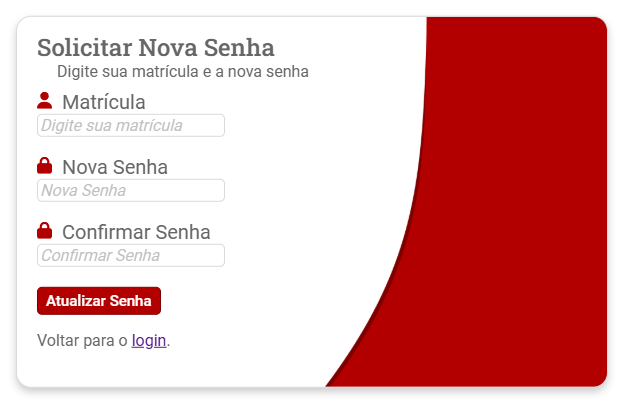 Solicitar Nova Senha
Digite sua matrícula e a nova senha
Matrícula
Digite sua matrícula
Nova Senha
Nova Senha
Confirmar Senha
Confirmar Senha
Atualizar Senha
Voltar para o login.